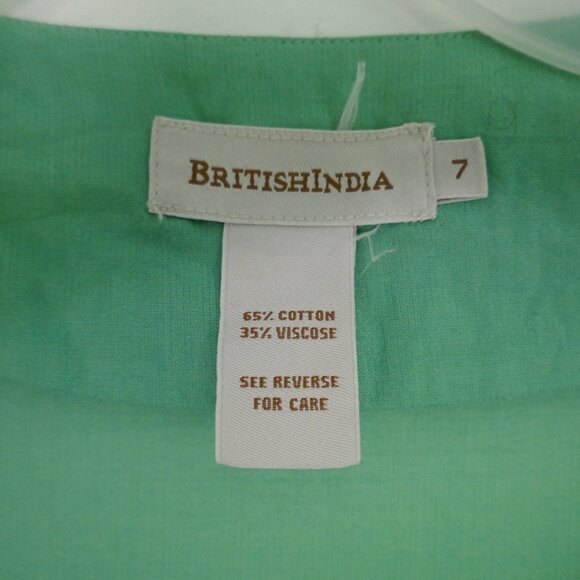 BRITISHINDIA
7
65% COTTON
35% VISCOSE
SEE REVERSE
FOR CARE